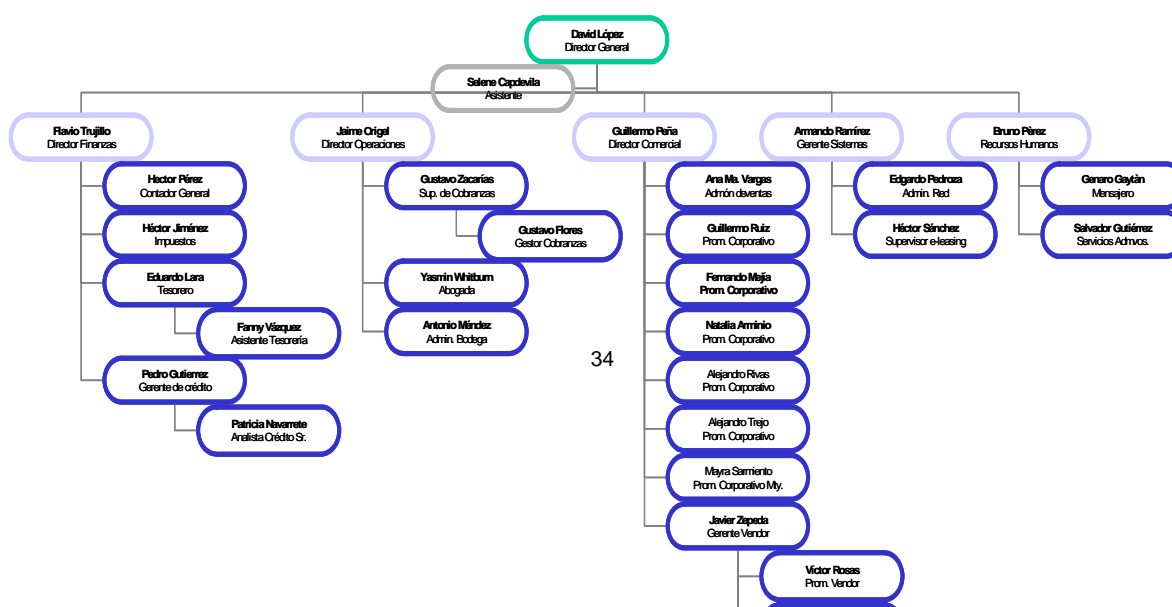 David López
Director General
Selene Capdevila
Asistente
Flavio Trujillo
Director Finanzas
Jaime Origel
Director Operaciones
Guillermo Peña
Director Comercial
Armando Ramírez
Gerente Sistemas
Bruno Pèrez
Recursos Humanos
Hector Pérez
Contador General
Héctor Jiménez
Impuestos
Eduardo Lara
Tesorero
Fanny Vázquez
Asistente Tesorería
Pedro Gutierrez
Gerente de crédito
Patricia Navarrete
Analista Crédito Sr.
Gustavo Zacarías
Sup. de Cobranzas
Gustavo Flores
Gestor Cobranzas
Yasmin Whitburn
Abogada
Antonio Méndez
Admin. Bodega
Ana Ma. Vargas
Admón deventas
Guillermo Ruiz
Prom. Corporativo
Fernando Mejía
Prom. Corporativo
Natalia Arminio
Prom. Corporativo
Alejandro Rivas
Prom. Corporativo
Alejandro Trejo
Prom. Corporativo
Mayra Sarmiento
Prom. Corporativo Mty.
Javier Zepeda
Gerente Vendor
Víctor Rosas
Prom. Vendor
Edgardo Pedroza
Admin. Red
Héctor Sánchez
Supervisor e-leasing
Genaro Gaytàn
Mensajero
Salvador Gutiérrez
Servicios Admvos.
34